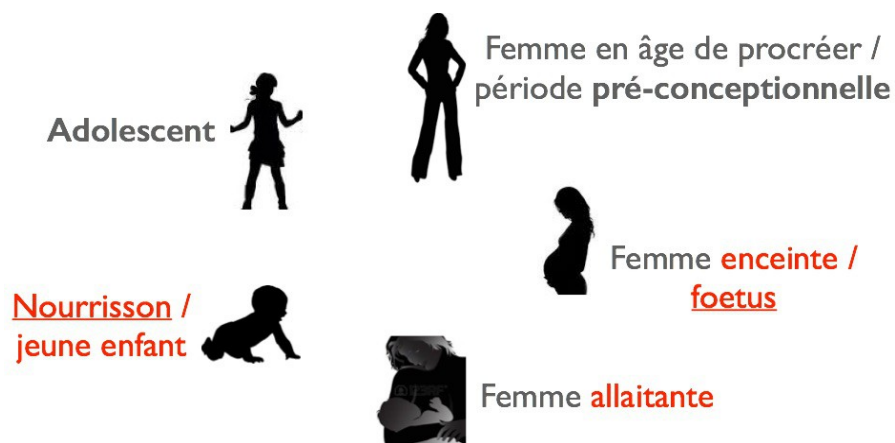 Femme en âge de procréer /
période pré-conceptionnelle
Adolescent
Femme enceinte /
foetus
Nourrisson /
jeune enfant
Femme allaitante